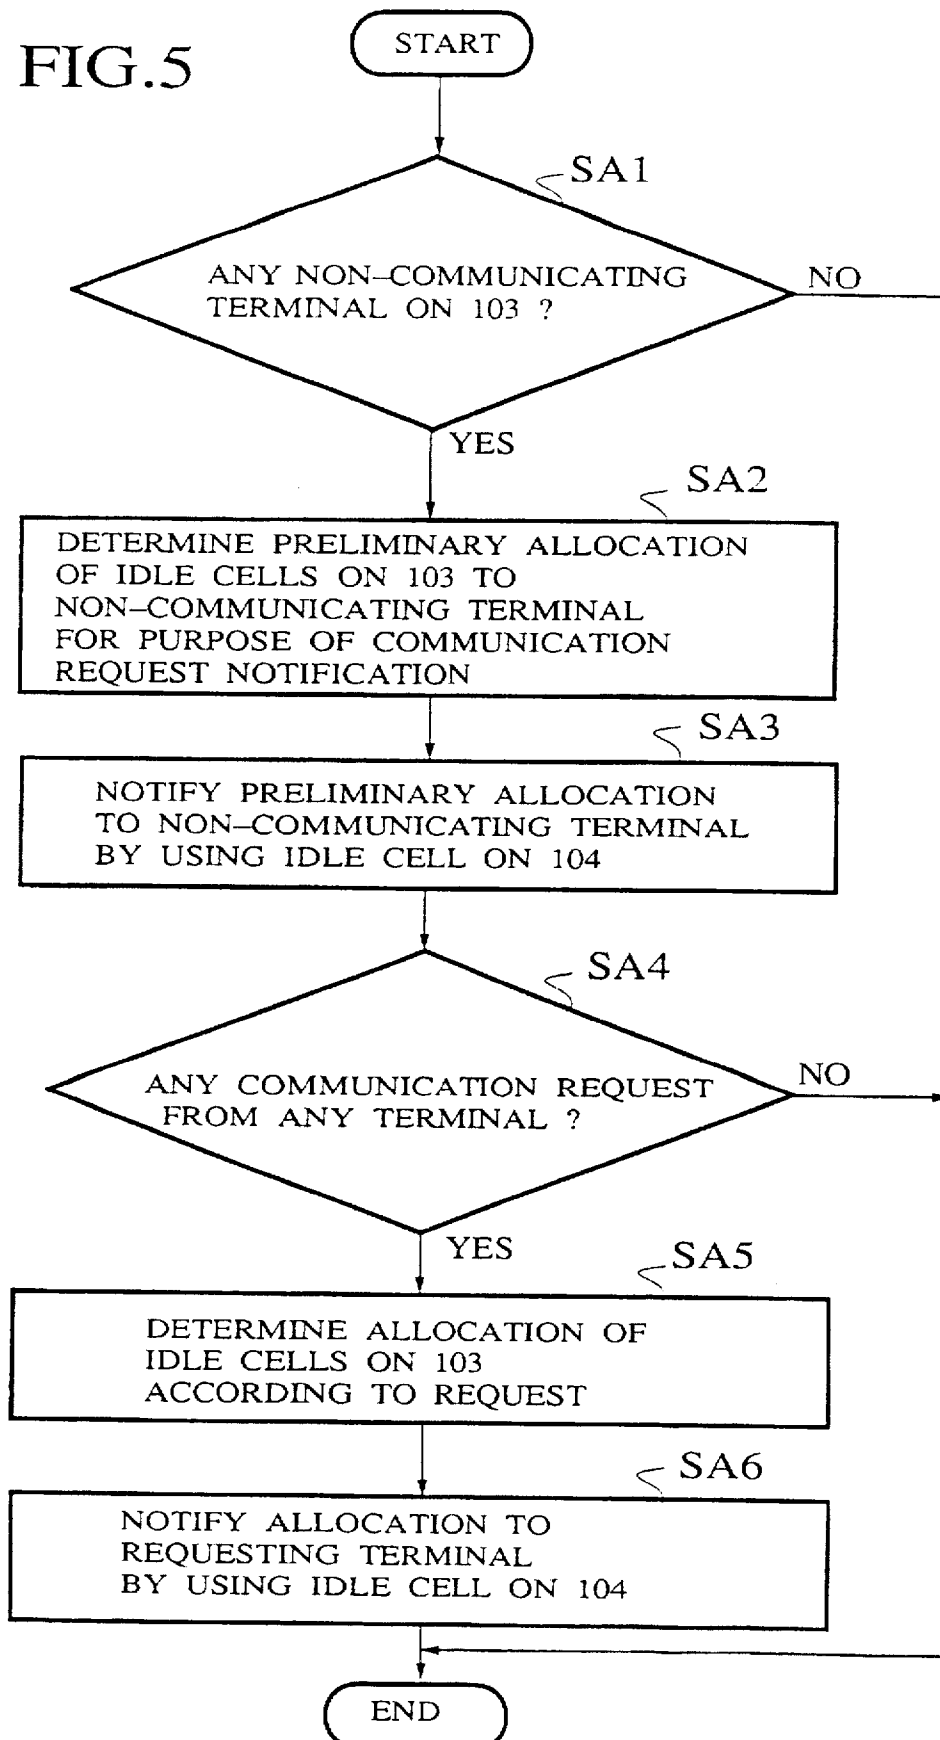 FIG.5
START
SA1
ANY NON-COMMUNICATING
TERMINAL ON 103 ?
NO
YES
SA2
DETERMINE PRELIMINARY ALLOCATION
OF IDLE CELLS ON 103 TO
NON-COMMUNICATING TERMINAL
FOR PURPOSE OF COMMUNICATION
REQUEST NOTIFICATION
SA3
NOTIFY PRELIMINARY ALLOCATION
TO NON-COMMUNICATING TERMINAL
BY USING IDLE CELL ON 104
SA4
ANY COMMUNICATION REQUEST
FROM ANY TERMINAL ?
NO
YES
SA5
DETERMINE ALLOCATION OF
IDLE CELLS ON 103
ACCORDING TO REQUEST
SA6
NOTIFY ALLOCATION TO
REQUESTING TERMINAL
BY USING IDLE CELL ON 104
END